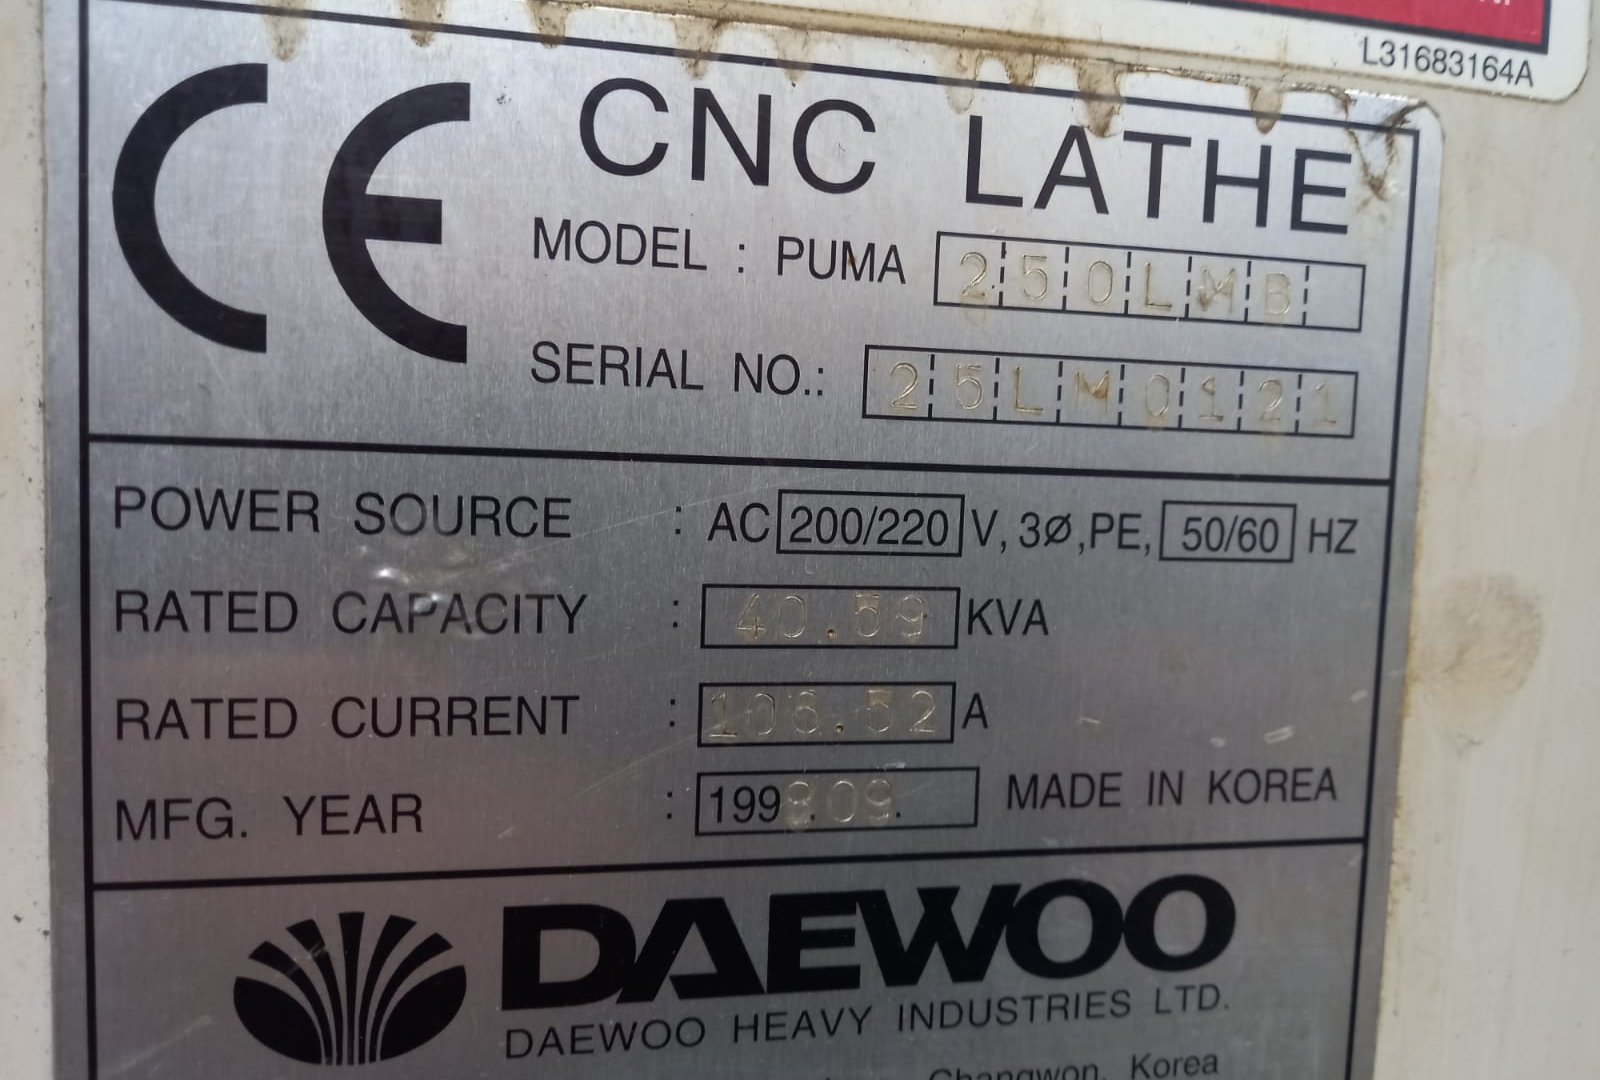 L31683164A
CE CNC LATHE
MODEL : PUMA 250LMB
SERIAL NO.: 25LM0121
POWER SOURCE : AC 200/220 V, 3Ø, PE, 50/60 HZ
RATED CAPACITY : 40.59 KVA
RATED CURRENT : 106.52 A
MFG. YEAR : 1998.09. MADE IN KOREA
DAEWOO
DAEWOO HEAVY INDUSTRIES LTD.
Changwon, Korea